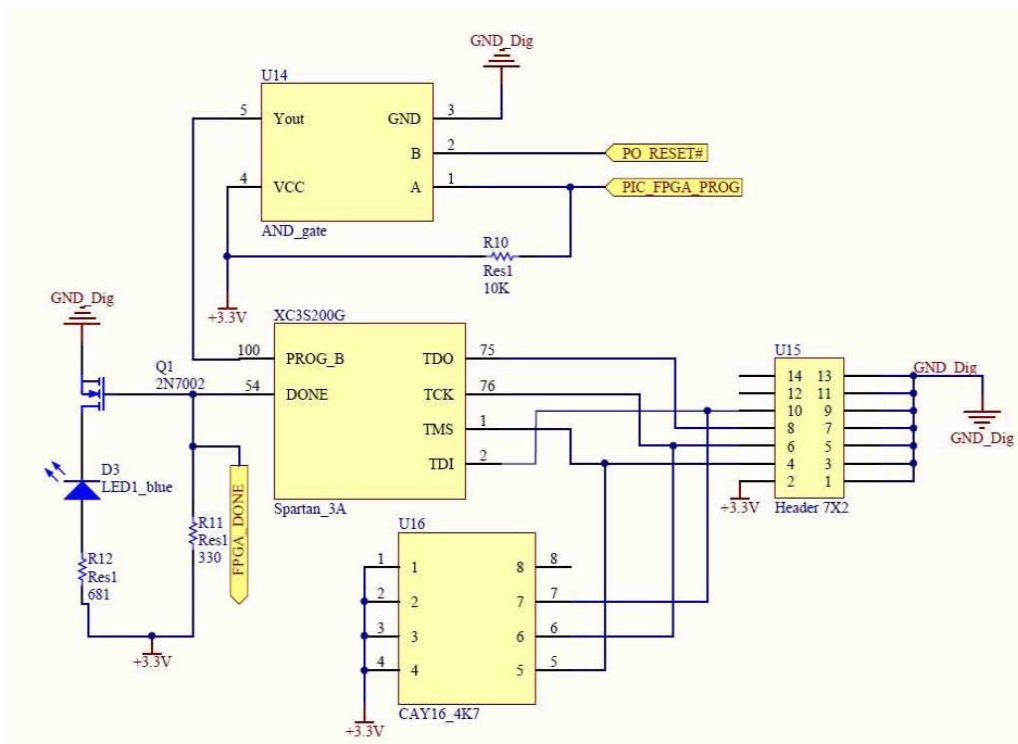 GND_Dig
U14
5 Yout GND 3
B 2 PO_RESET#
4 VCC A 1 PIC_FPGA_PROG
AND_gate
R10
Res1
10K
+3.3V
GND_Dig
XC3S200G
Q1
2N7002
100 PROG_B TDO 75
54 DONE TCK 76
TMS 1
TDI 2
Spartan_3A
U15
14 13
12 11
10 9
8 7
6 5
4 3
2 1
Header 7X2
GND_Dig
GND_Dig
+3.3V
D3
LED1_blue
FPGA_DONE
R11
Res1
330
R12
Res1
681
+3.3V
U16
1 1 8 8
2 2 7 7
3 3 6 6
4 4 5 5
CAY16_4K7
+3.3V